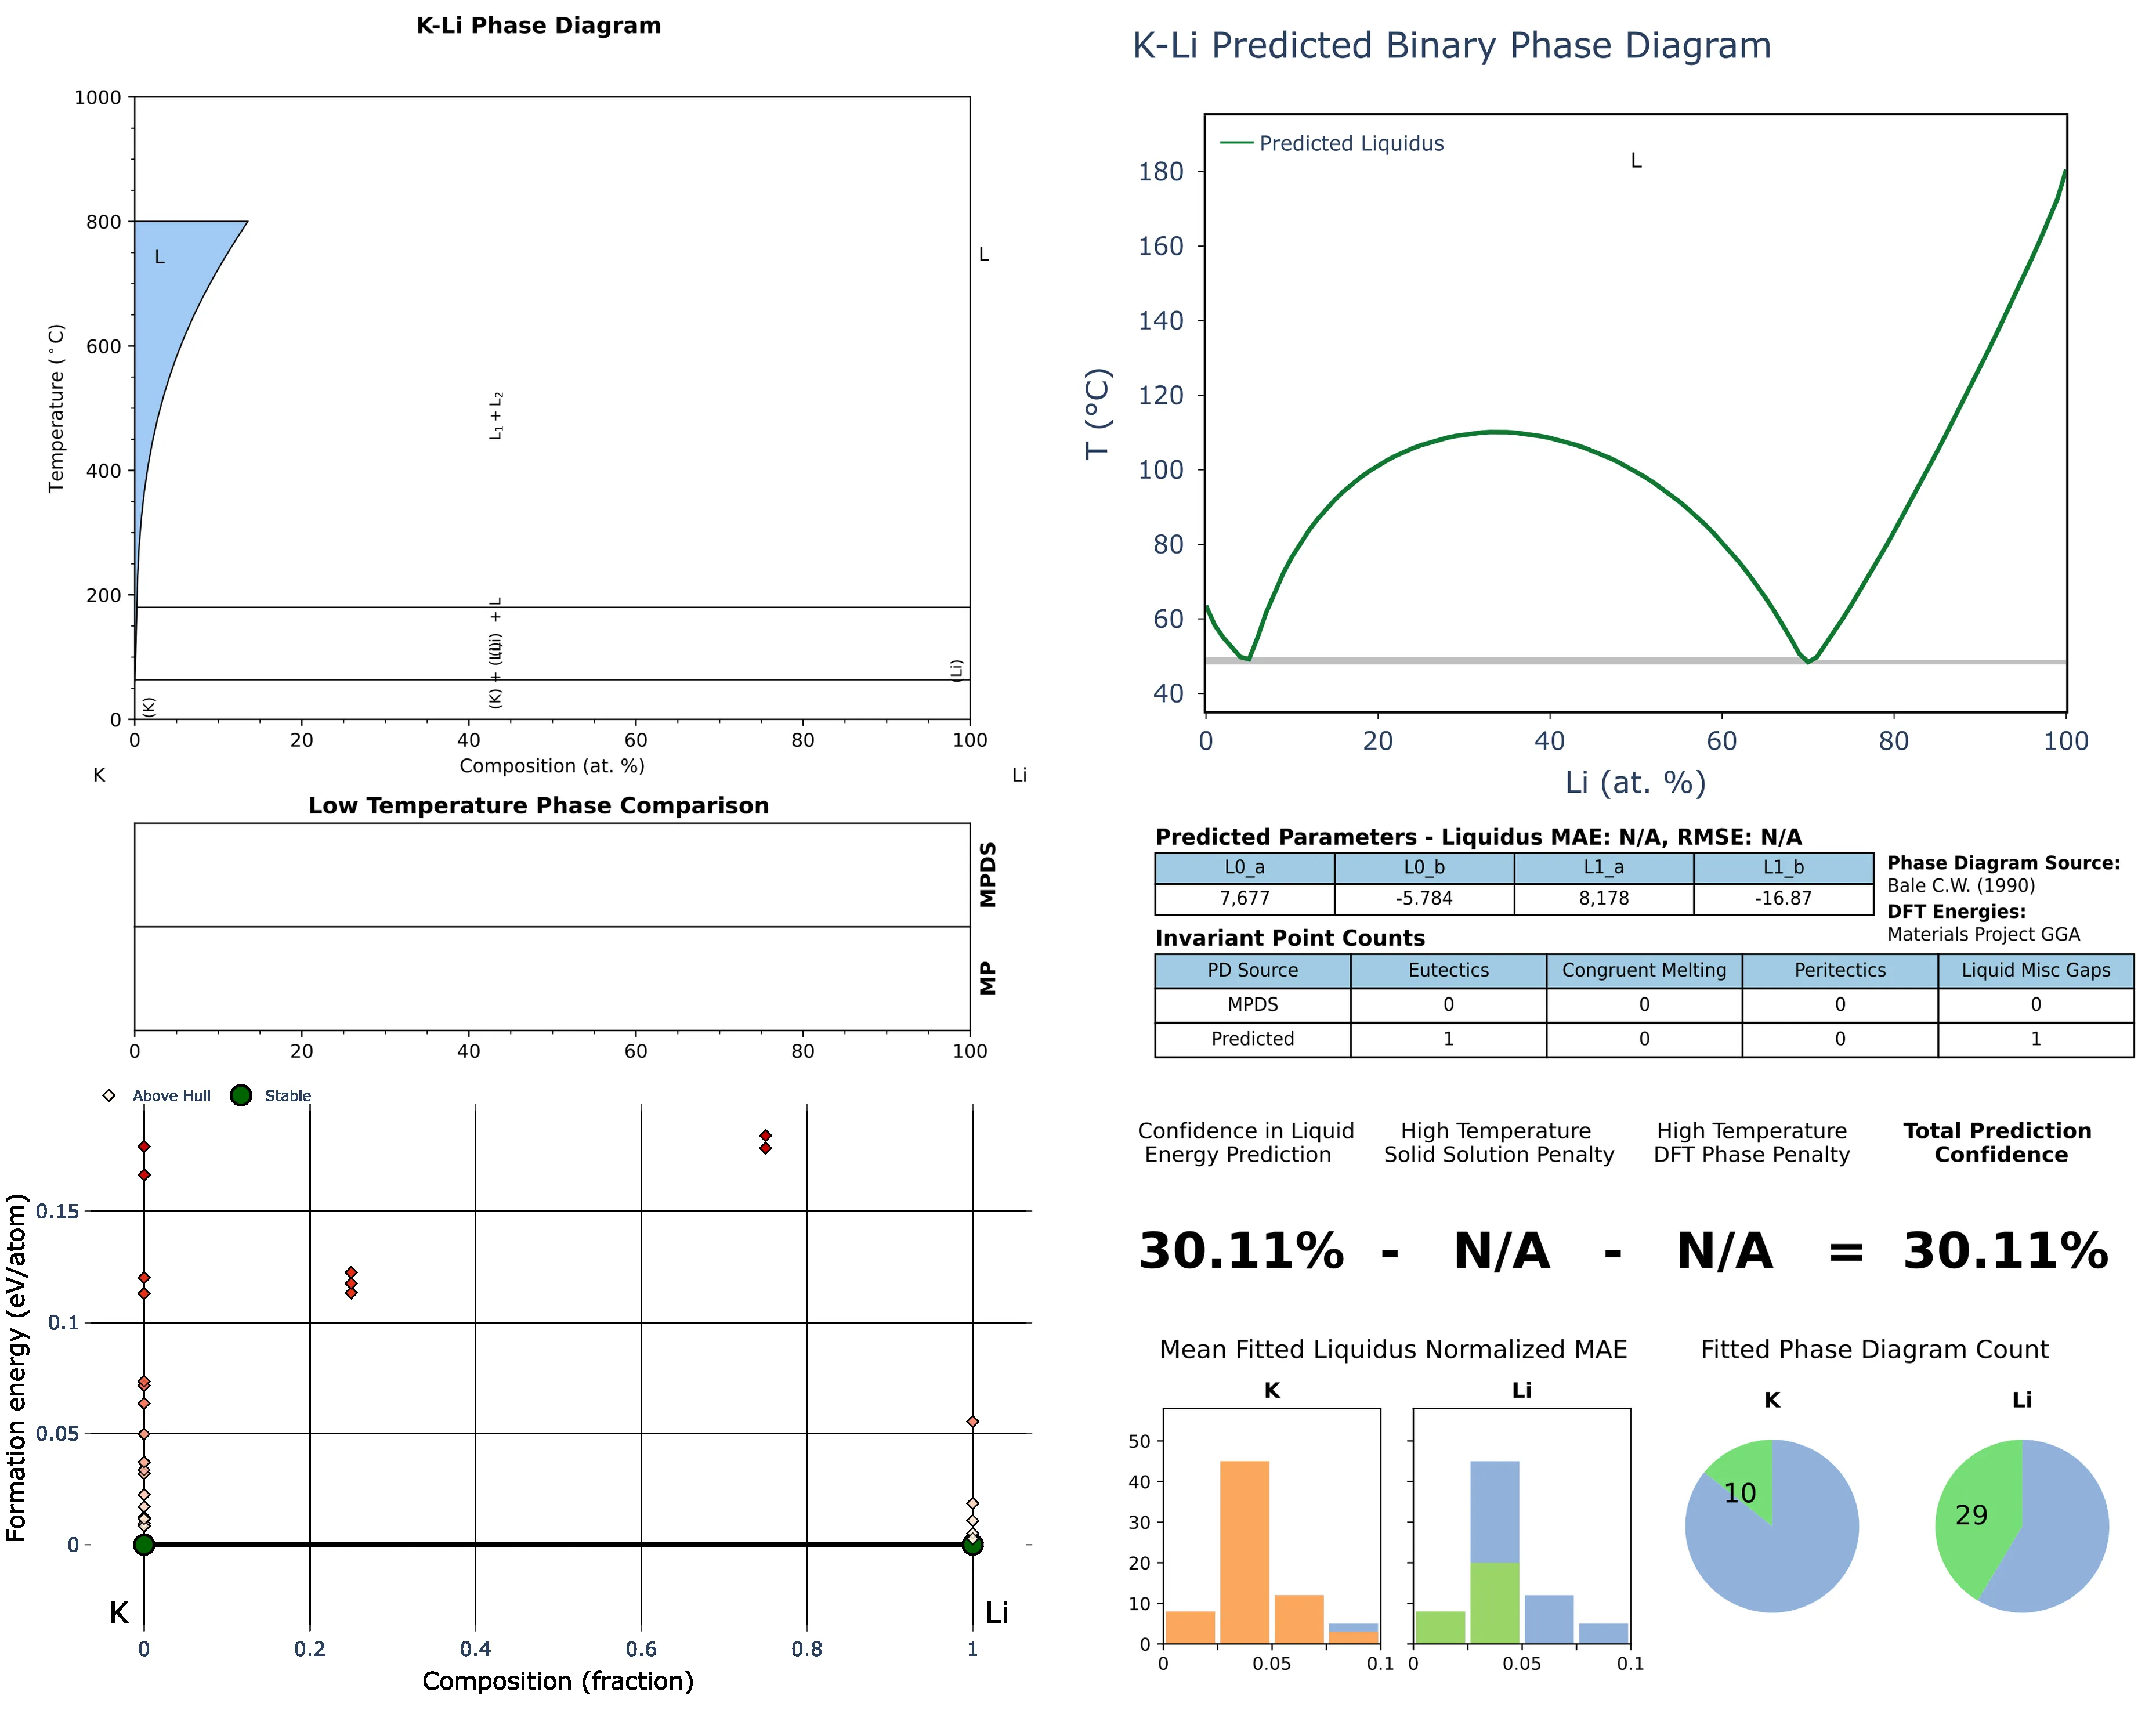 K-Li Phase Diagram
1000
800
600
400
200
0
Temperature (°C)
L
L
L₁ + L₂
(Li) + L
(K) + (Li)
(K)
(Li)
0 20 40 60 80 100
Composition (at. %)
K Li
Low Temperature Phase Comparison
MPDS
MP
0 20 40 60 80 100
Above Hull Stable
0.15
0.1
0.05
0
Formation energy (eV/atom)
K Li
0 0.2 0.4 0.6 0.8 1
Composition (fraction)
K-Li Predicted Binary Phase Diagram
Predicted Liquidus
L
180
160
140
120
100
80
60
40
T (°C)
0 20 40 60 80 100
Li (at. %)
Predicted Parameters - Liquidus MAE: N/A, RMSE: N/A
L0_a L0_b L1_a L1_b
7,677 -5.784 8,178 -16.87
Phase Diagram Source:
Bale C.W. (1990)
DFT Energies:
Materials Project GGA
Invariant Point Counts
PD Source Eutectics Congruent Melting Peritectics Liquid Misc Gaps
MPDS 0 0 0 0
Predicted 1 0 0 1
Confidence in Liquid
Energy Prediction
High Temperature
Solid Solution Penalty
High Temperature
DFT Phase Penalty
Total Prediction
Confidence
30.11% - N/A - N/A = 30.11%
Mean Fitted Liquidus Normalized MAE
K Li
50
40
30
20
10
0
0 0.05 0.1
0 0.05 0.1
Fitted Phase Diagram Count
K Li
10 29